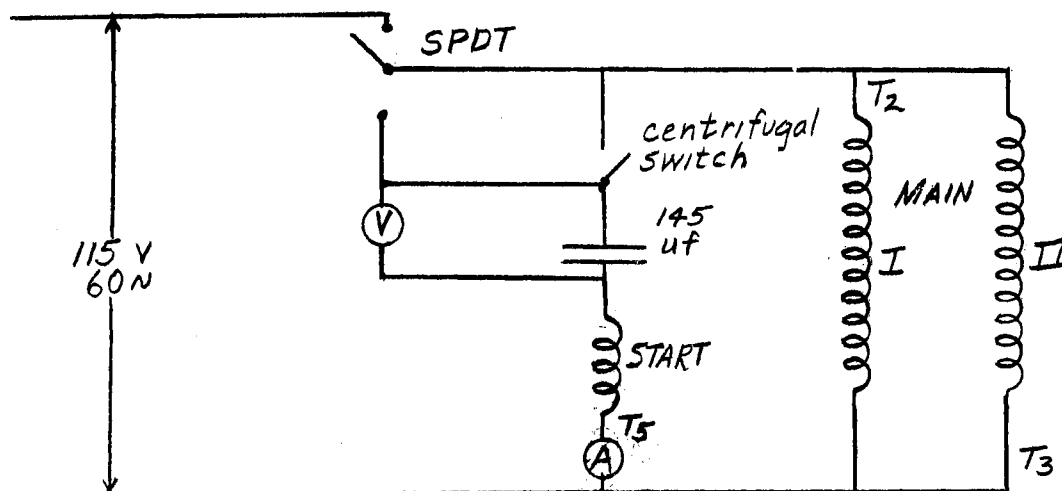 SPDT
T2
centrifugal
switch
MAIN
V
145
uf
115 V
60~
I
II
START
T5
A
T3